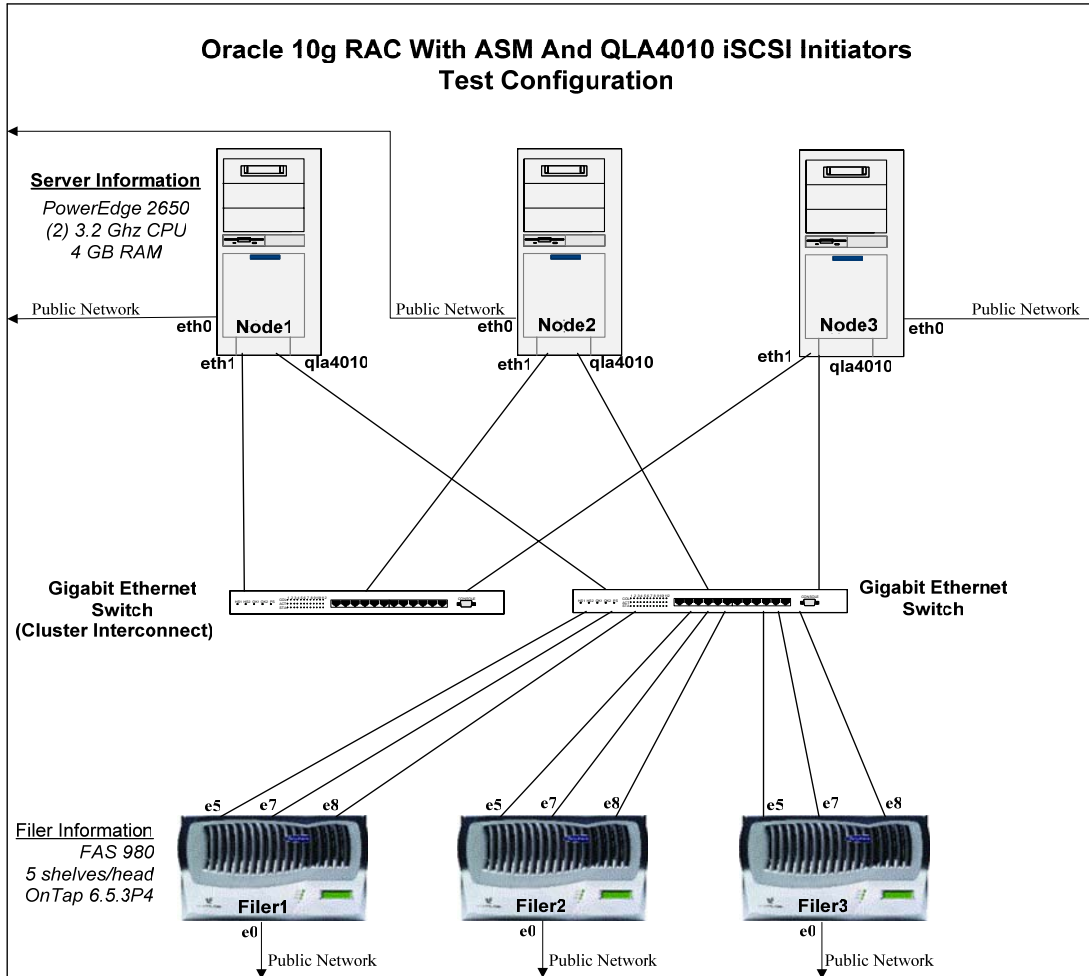 Oracle 10g RAC With ASM And QLA4010 iSCSI Initiators
Test Configuration
Server Information
PowerEdge 2650
(2) 3.2 Ghz CPU
4 GB RAM
Public Network
eth0
Node1
eth1
qla4010
Public Network
eth0
Node2
eth1
qla4010
Node3
Public Network
eth0
eth1
qla4010
Gigabit Ethernet
Switch
(Cluster Interconnect)
Gigabit Ethernet
Switch
Filer Information
FAS 980
5 shelves/head
OnTap 6.5.3P4
e5
e7
e8
Filer1
e0
Public Network
e5
e7
e8
Filer2
e0
Public Network
e5
e7
e8
Filer3
e0
Public Network